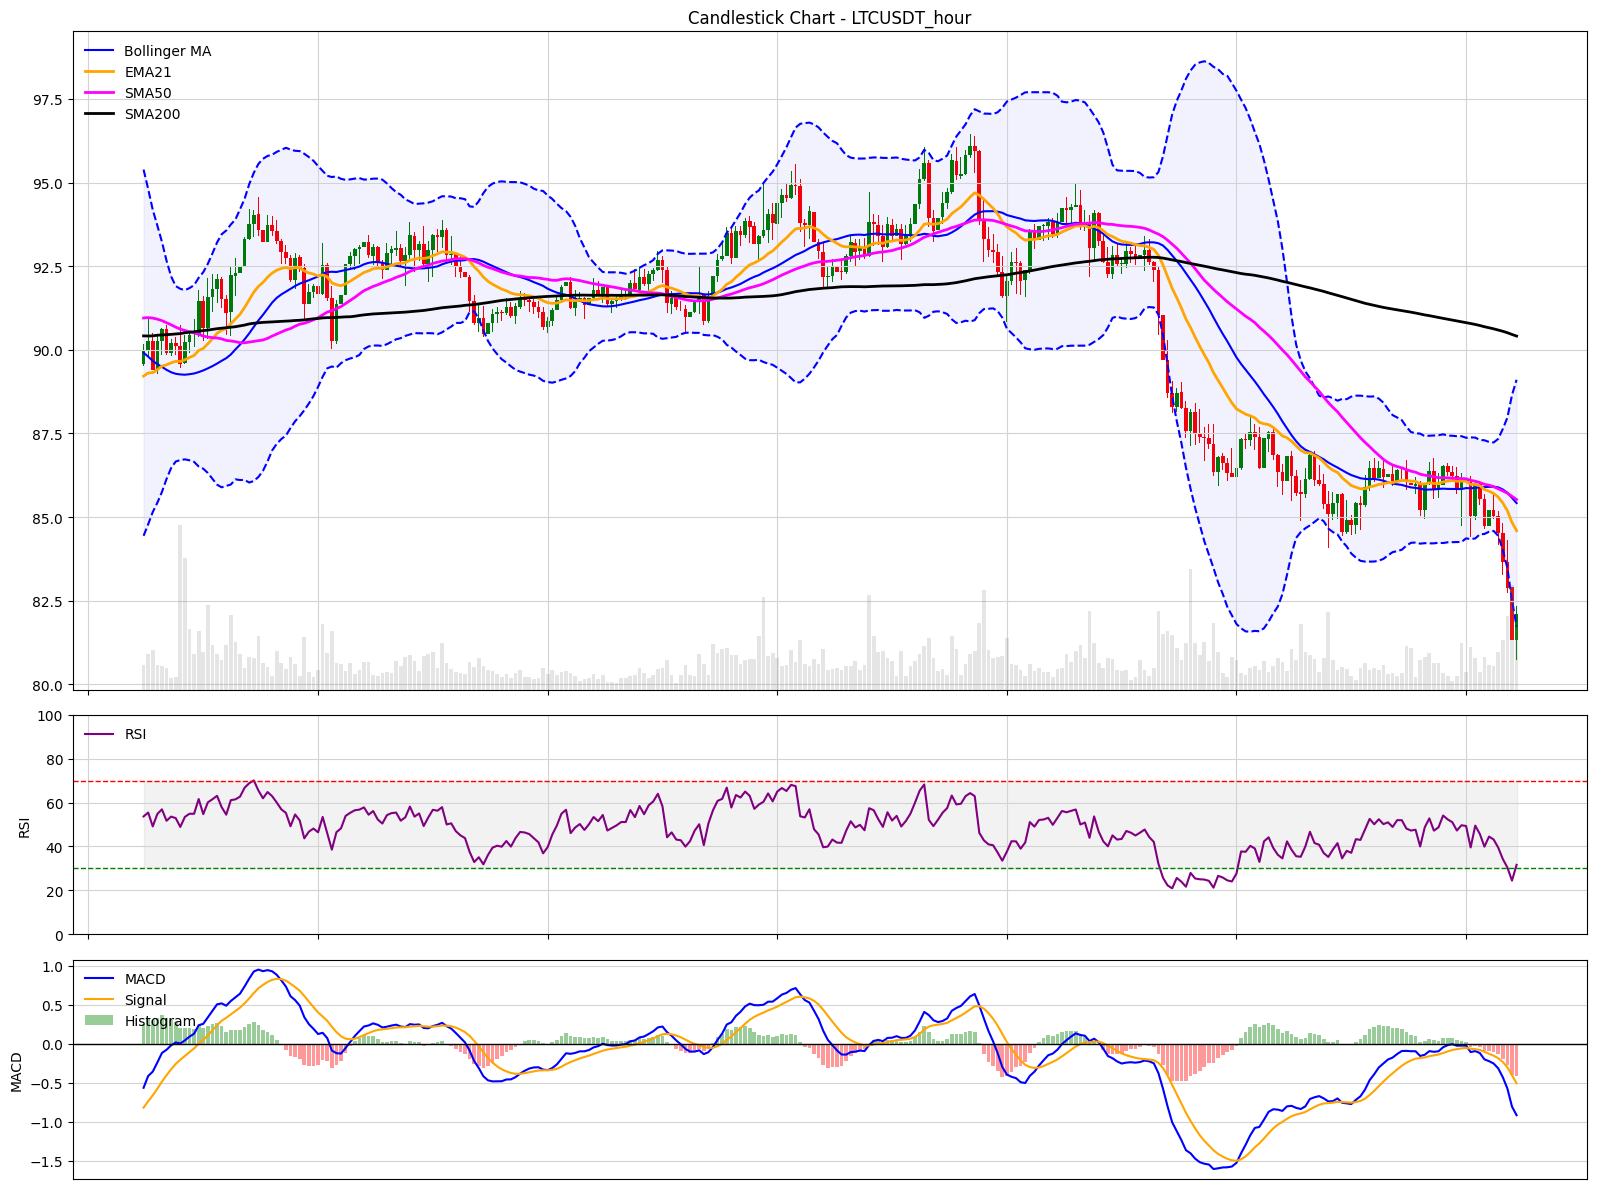 Candlestick Chart - LTCUSDT_hour
Bollinger MA
EMA21
SMA50
SMA200
97.5
95.0
92.5
90.0
87.5
85.0
82.5
80.0
100
RSI
80
60
RSI
40
20
0
1.0
MACD
0.5
Signal
Histogram
0.0
MACD
−0.5
−1.0
−1.5